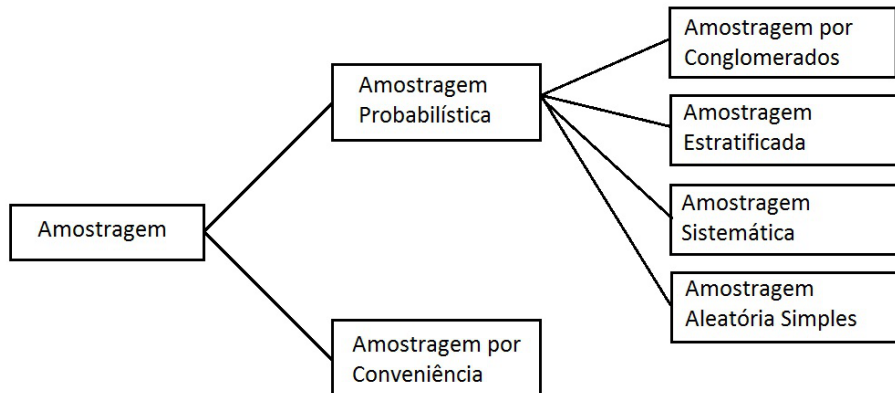 Amostragem
Amostragem
Probabilística
Amostragem por
Conveniência
Amostragem por
Conglomerados
Amostragem
Estratificada
Amostragem
Sistemática
Amostragem
Aleatória Simples